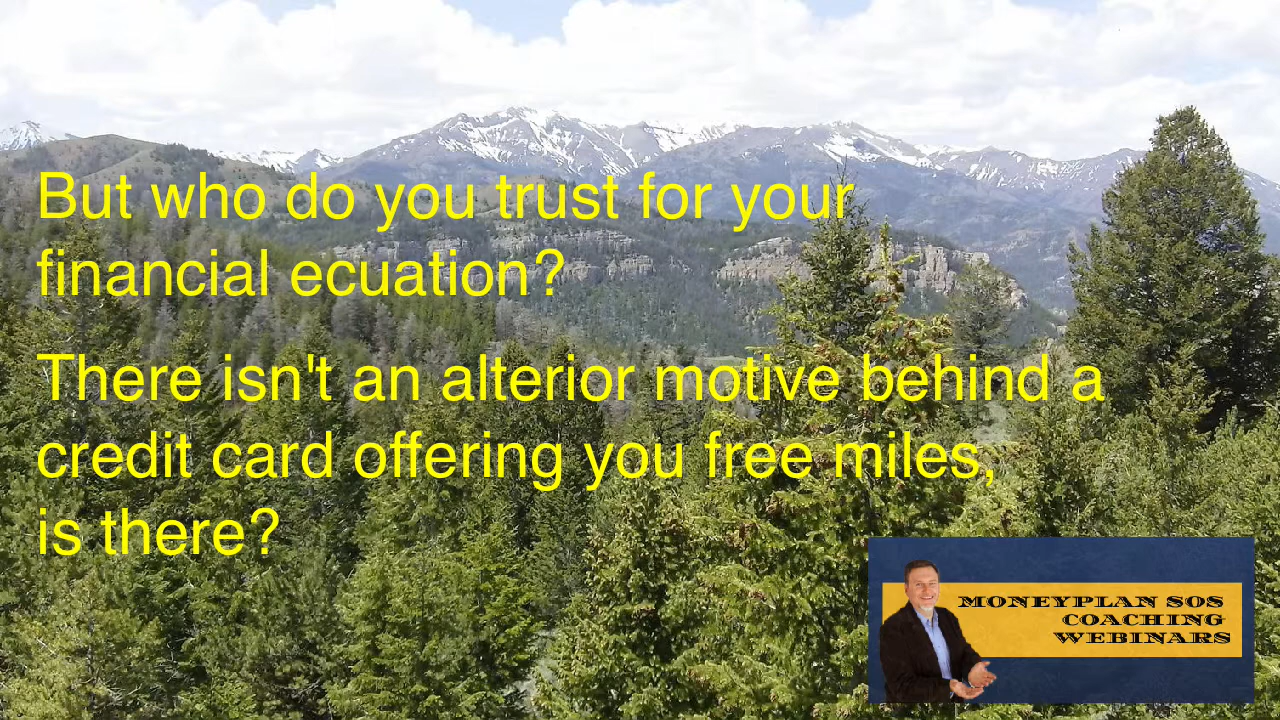 But who do you trust for your
financial ecuation?
There isn't an alterior motive behind a
credit card offering you free miles,
is there?
MONEYPLAN SOS
COACHING
WEBINARS